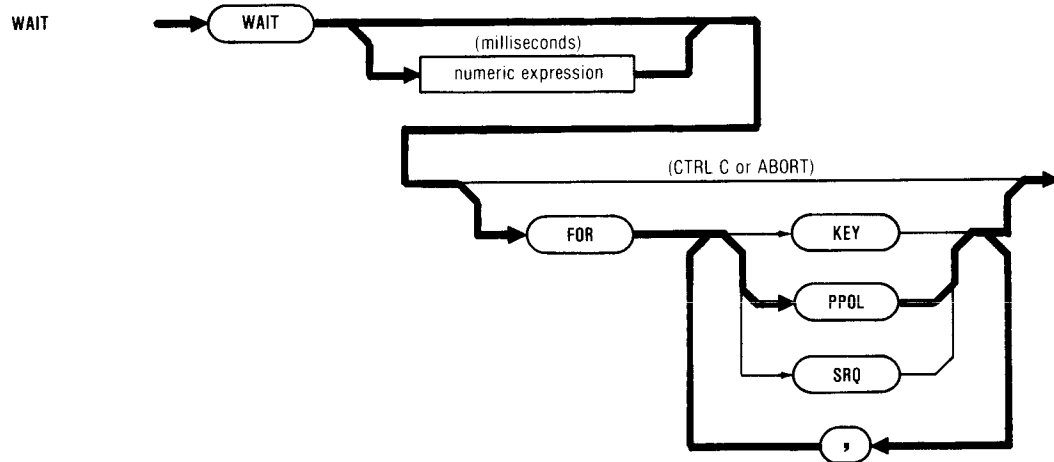 WAIT
WAIT
(milliseconds)
numeric expression
(CTRL C or ABORT)
FOR
KEY
PPOL
SRQ
,